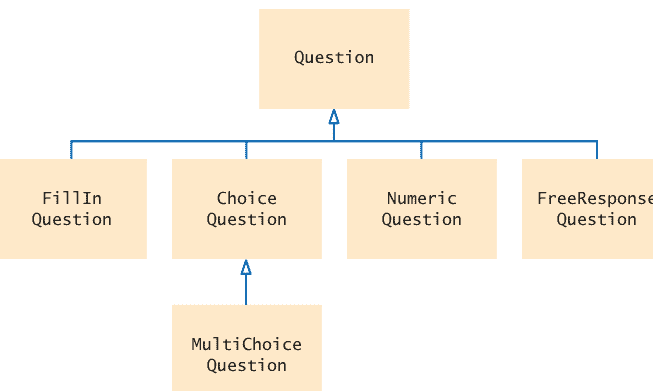 Question
FillIn
Question
Choice
Question
Numeric
Question
FreeResponse
Question
MultiChoice
Question